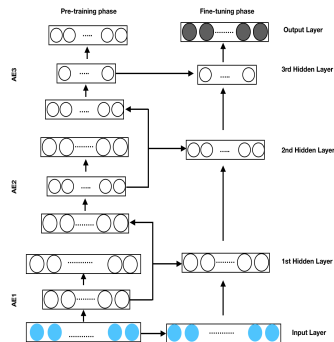 Pre-training phase
Fine-tuning phase
Output Layer
AE3
3rd Hidden Layer
2nd Hidden Layer
AE2
1st Hidden Layer
AE1
Input Layer